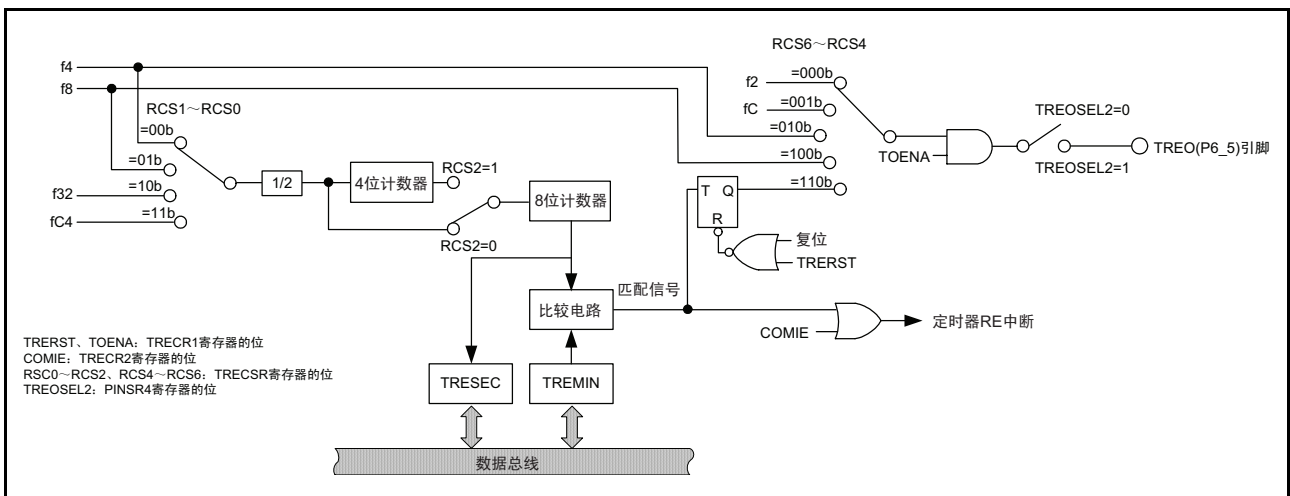 RCS6～RCS4
f4
f8
f2
=000b
fC
=001b
=010b
=100b
=110b
TOENA
TREOSEL2=0
TREOSEL2=1
TREO(P6_5)引脚
RCS1～RCS0
=00b
=01b
f32
=10b
fC4
=11b
1/2
4位计数器
RCS2=1
RCS2=0
8位计数器
T Q
R
复位
TRERST
比较电路
匹配信号
COMIE
定时器RE中断
TRESEC
TREMIN
数据总线
TRERST、TOENA：TRECR1寄存器的位
COMIE：TRECR2寄存器的位
RSC0～RCS2、RCS4～RCS6：TRECSR寄存器的位
TREOSEL2：PINSR4寄存器的位